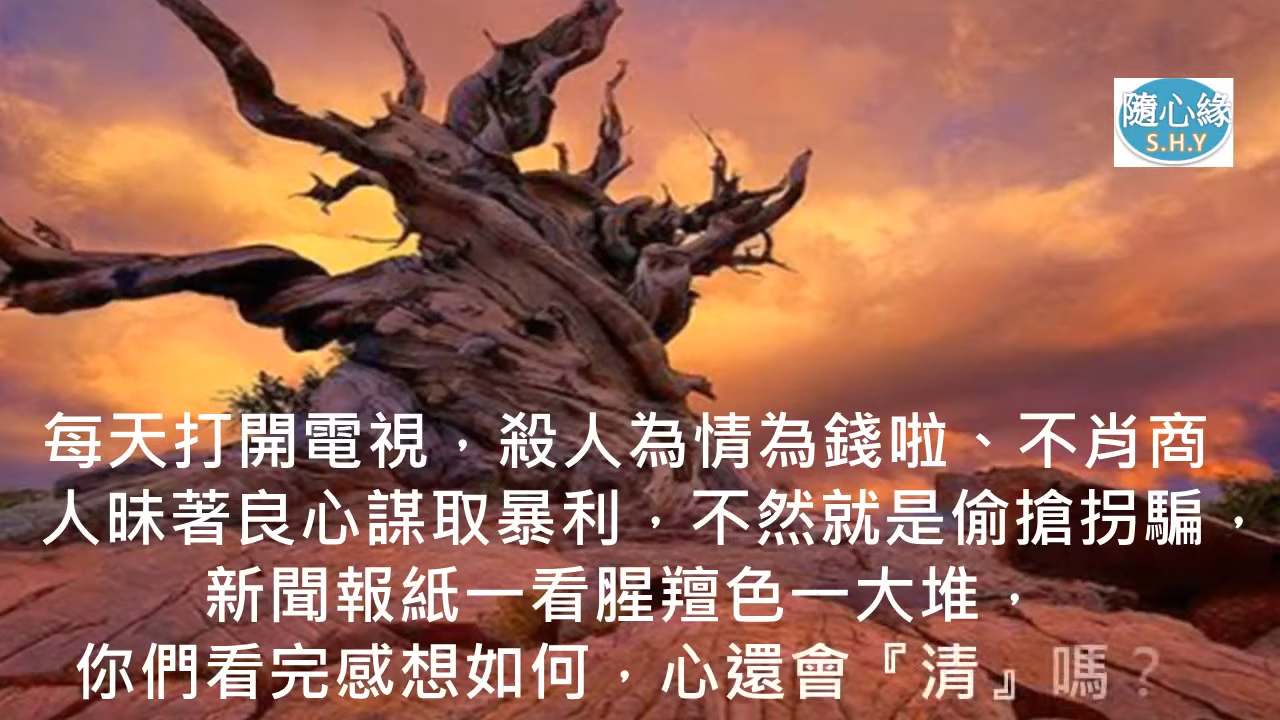 隨心緣
S.H.Y
每天打開電視，殺人為情為錢啦、不肖商
人昧著良心謀取暴利，不然就是偷搶拐騙，
新聞報紙一看腥羶色一大堆，
你們看完感想如何，心還會『清』嗎？